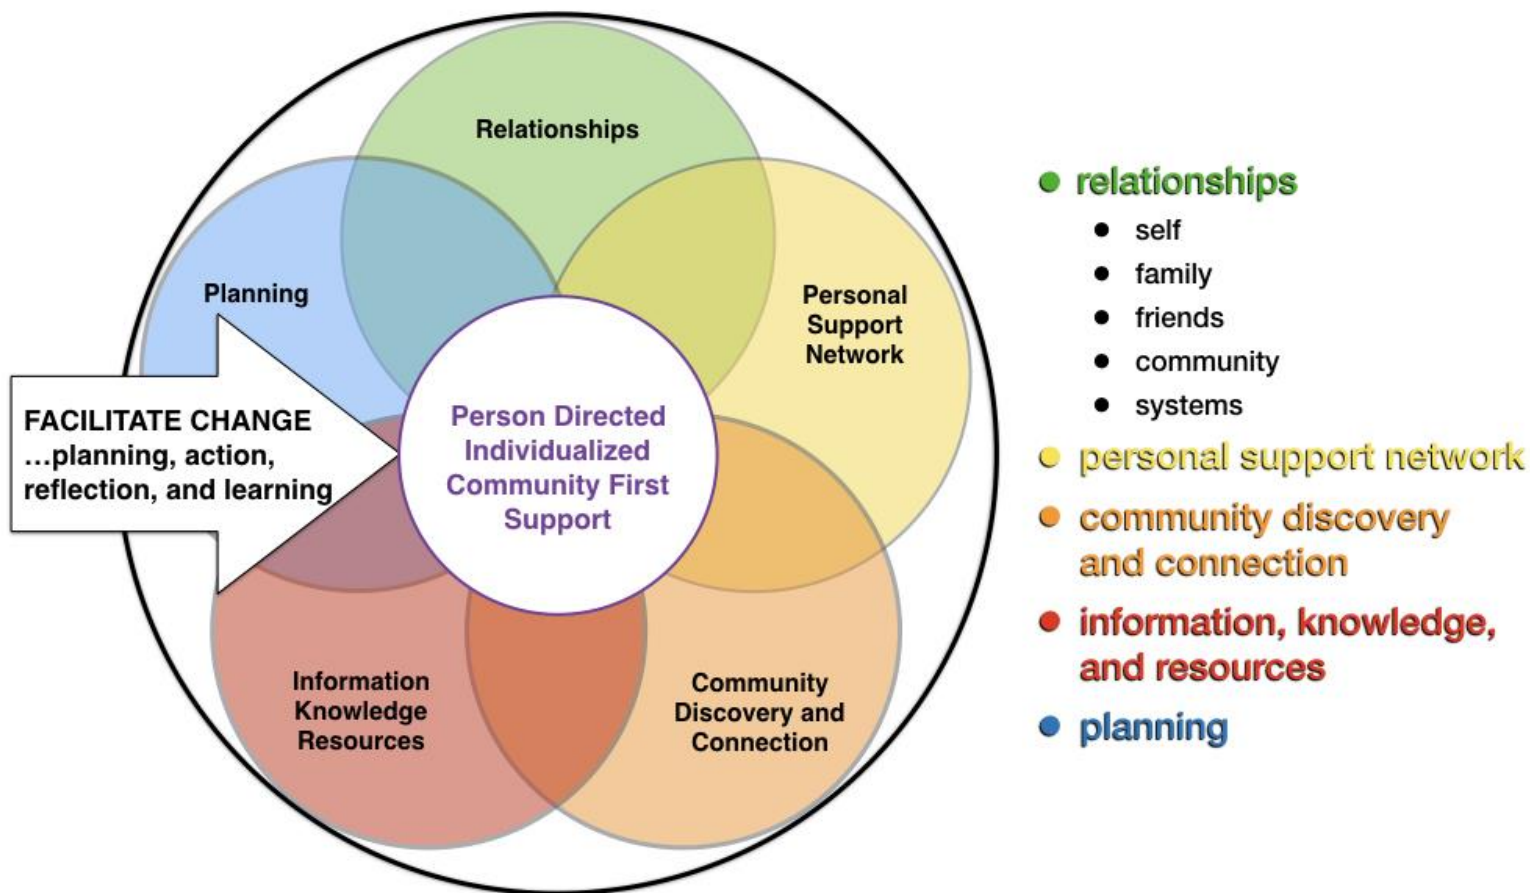 Relationships
Planning
Personal
Support
Network
FACILITATE CHANGE
...planning, action,
reflection, and learning
Person Directed
Individualized
Community First
Support
Information
Knowledge
Resources
Community
Discovery and
Connection
• relationships
• self
• family
• friends
• community
• systems
• personal support network
• community discovery
and connection
• information, knowledge,
and resources
• planning